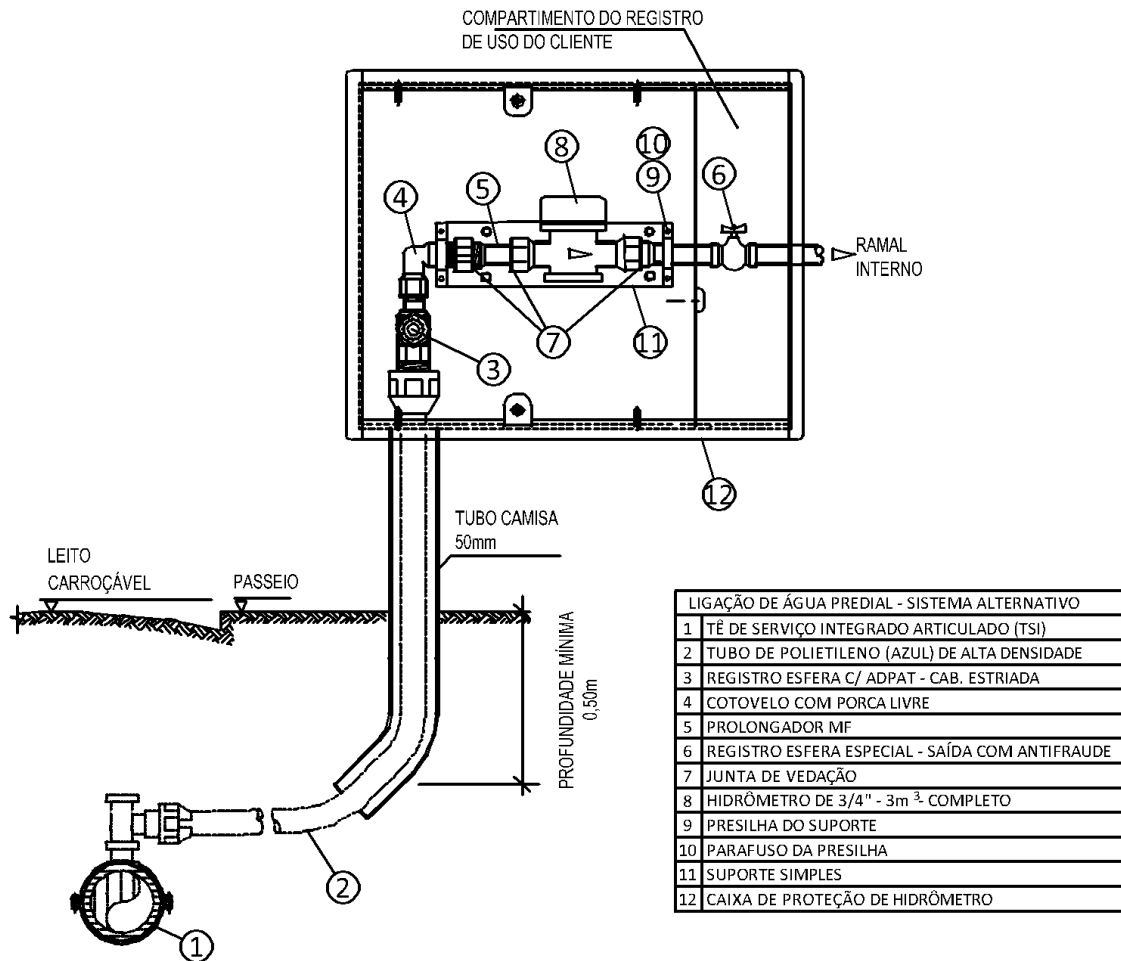 COMPARTIMENTO DO REGISTRO
DE USO DO CLIENTE
10
8
9
6
5
4
RAMAL
INTERNO
7
11
3
12
TUBO CAMISA
50mm
LEITO
CARROÇÁVEL
PASSEIO
PROFUNDIDADE MÍNIMA
0,50m
2
1
LIGAÇÃO DE ÁGUA PREDIAL - SISTEMA ALTERNATIVO
1 TÊ DE SERVIÇO INTEGRADO ARTICULADO (TSI)
2 TUBO DE POLIETILENO (AZUL) DE ALTA DENSIDADE
3 REGISTRO ESFERA C/ ADPAT - CAB. ESTRIADA
4 COTOVELO COM PORCA LIVRE
5 PROLONGADOR MF
6 REGISTRO ESFERA ESPECIAL - SAÍDA COM ANTIFRAUDE
7 JUNTA DE VEDAÇÃO
8 HIDRÔMETRO DE 3/4" - 3m³- COMPLETO
9 PRESILHA DO SUPORTE
10 PARAFUSO DA PRESILHA
11 SUPORTE SIMPLES
12 CAIXA DE PROTEÇÃO DE HIDRÔMETRO